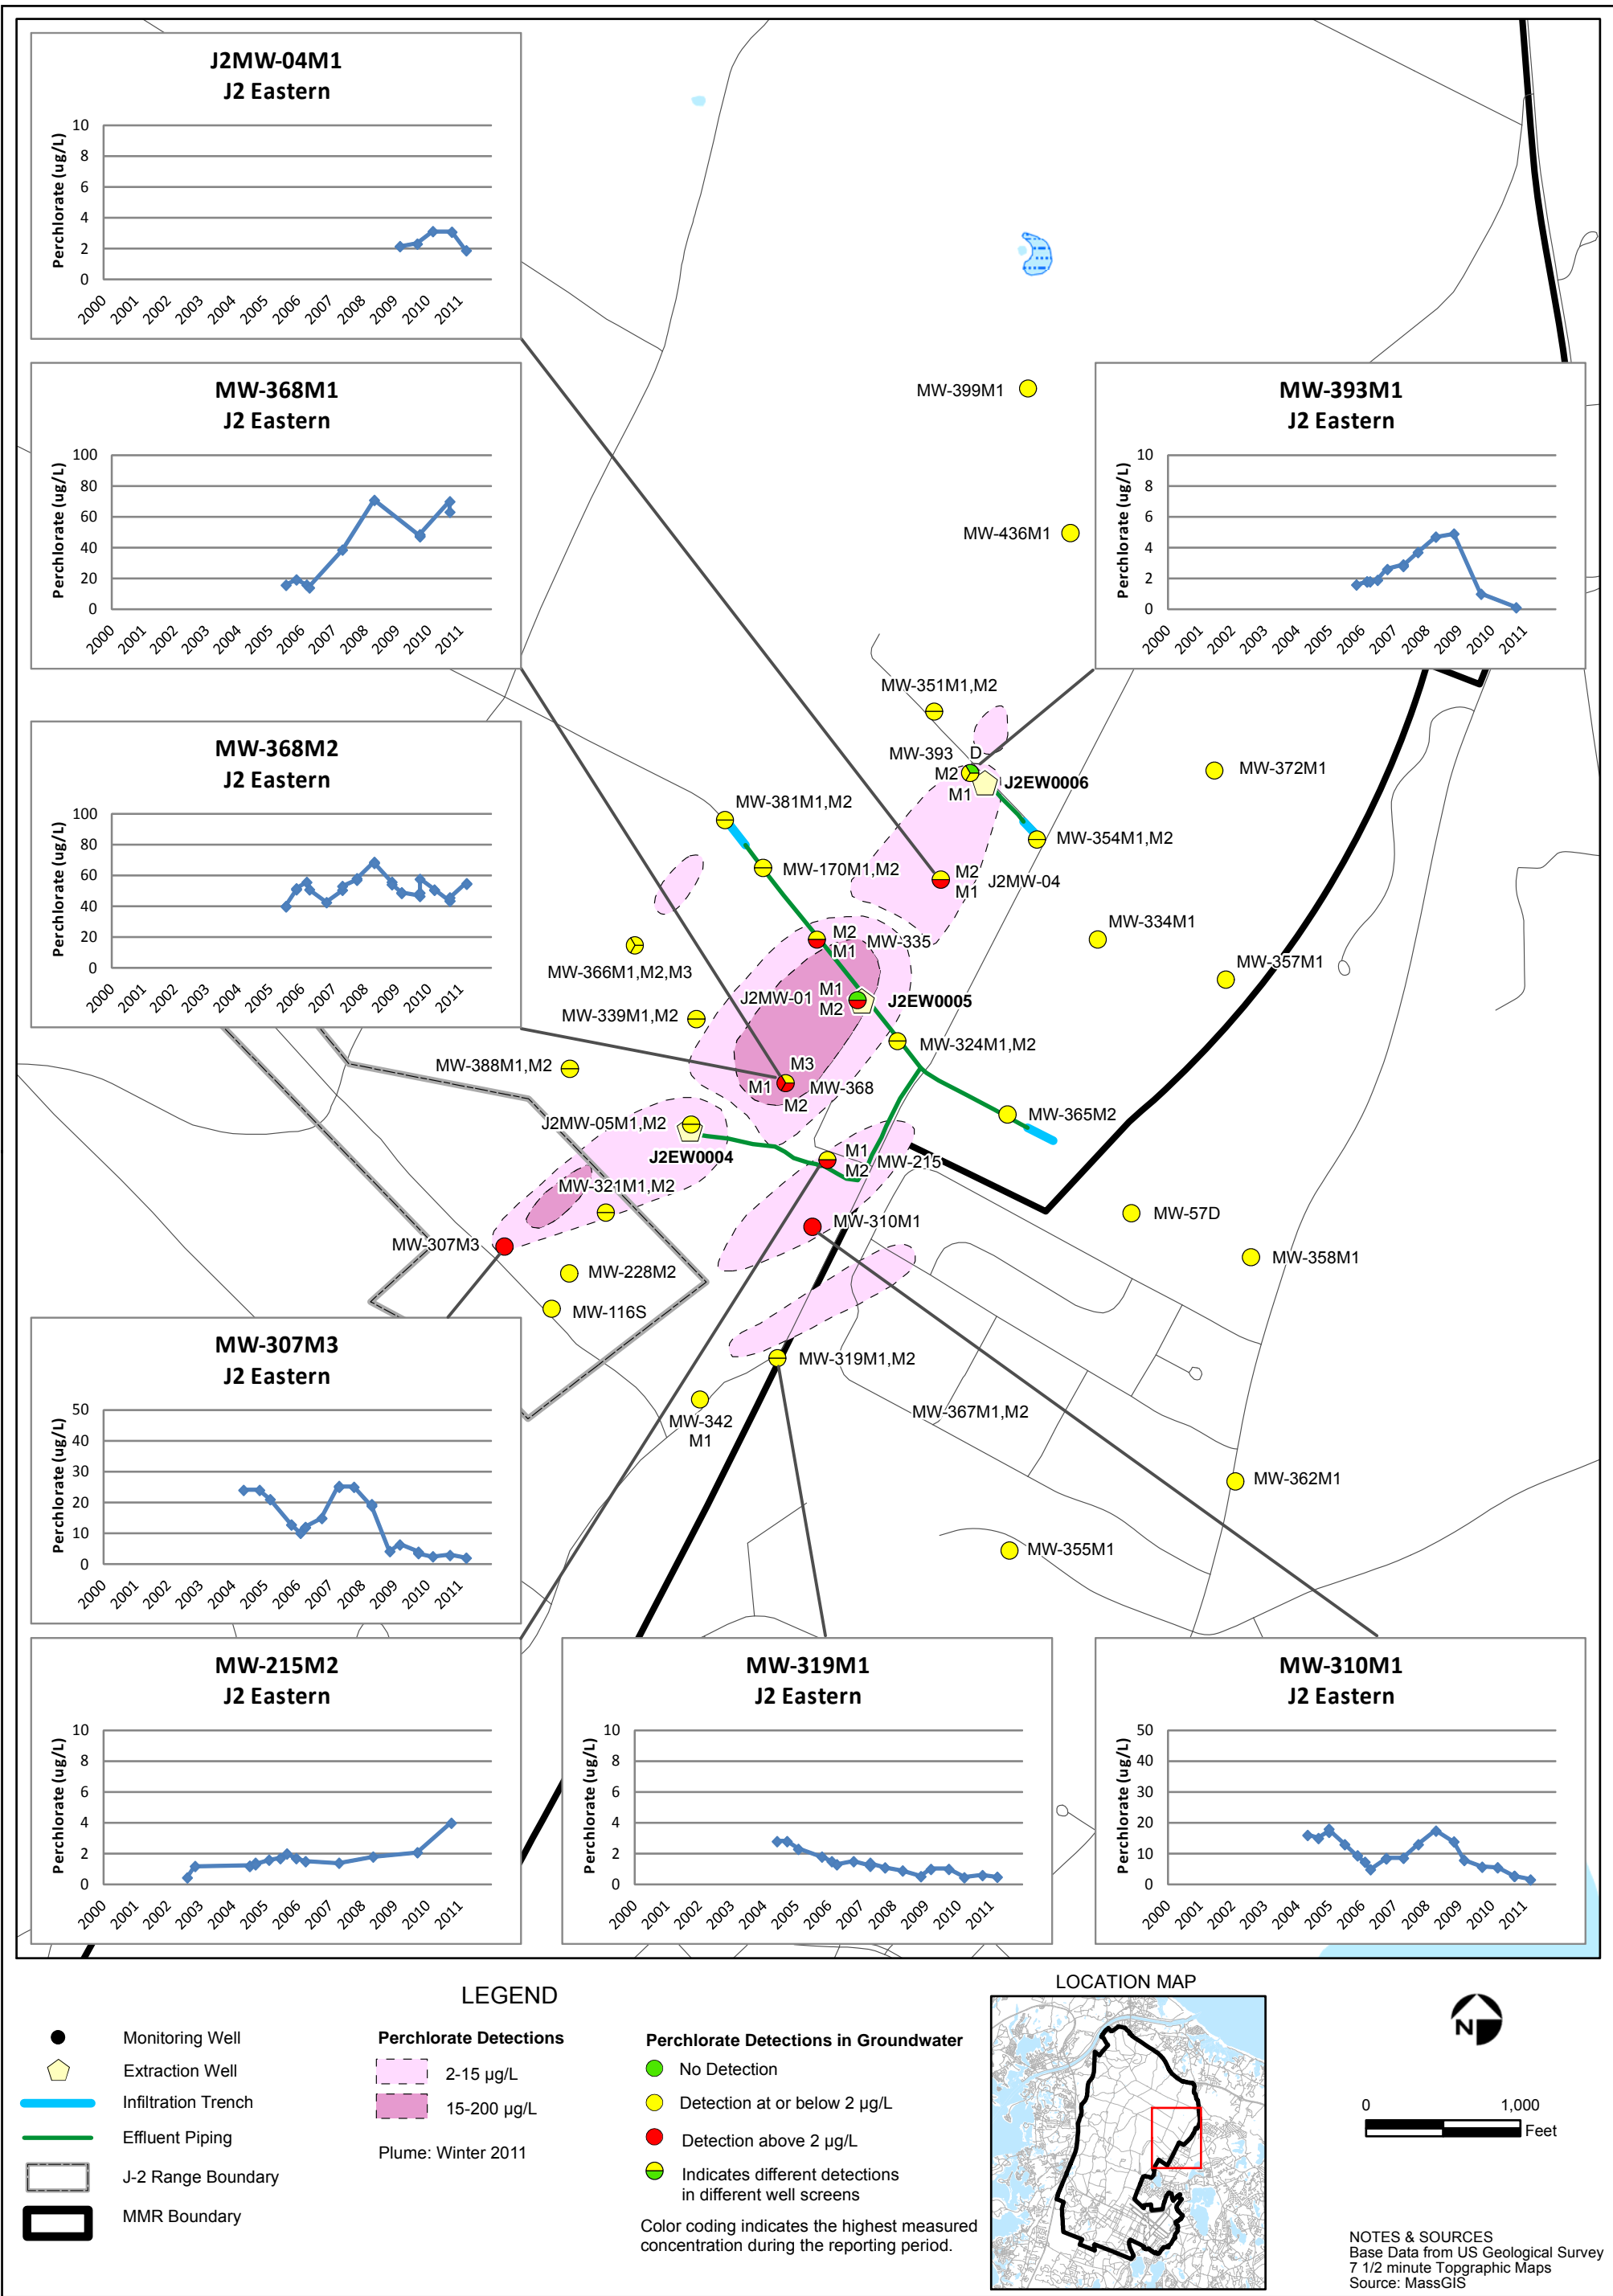 J2MW-04M1
J2 Eastern
Perchlorate (ug/L)
10
8
6
4
2
0
2000 2001 2002 2003 2004 2005 2006 2007 2008 2009 2010 2011
MW-368M1
J2 Eastern
Perchlorate (ug/L)
100
80
60
40
20
0
2000 2001 2002 2003 2004 2005 2006 2007 2008 2009 2010 2011
MW-393M1
J2 Eastern
Perchlorate (ug/L)
10
8
6
4
2
0
2000 2001 2002 2003 2004 2005 2006 2007 2008 2009 2010 2011
MW-368M2
J2 Eastern
Perchlorate (ug/L)
100
80
60
40
20
0
2000 2001 2002 2003 2004 2005 2006 2007 2008 2009 2010 2011
MW-399M1
MW-436M1
MW-351M1,M2
MW-393
D
M2
M1
J2EW0006
MW-372M1
MW-381M1,M2
MW-354M1,M2
MW-170M1,M2
M2
M1
J2MW-04
MW-334M1
M2
M1
MW-335
MW-366M1,M2,M3
MW-357M1
J2MW-01
M1
M2
J2EW0005
MW-339M1,M2
MW-324M1,M2
MW-388M1,M2
M3
M1
MW-368
M2
MW-365M2
J2MW-05M1,M2
J2EW0004
M1
M2
MW-215
MW-321M1,M2
MW-310M1
MW-57D
MW-307M3
MW-358M1
MW-228M2
MW-116S
MW-319M1,M2
MW-342
M1
MW-367M1,M2
MW-362M1
MW-355M1
MW-307M3
J2 Eastern
Perchlorate (ug/L)
50
40
30
20
10
0
2000 2001 2002 2003 2004 2005 2006 2007 2008 2009 2010 2011
MW-215M2
J2 Eastern
Perchlorate (ug/L)
10
8
6
4
2
0
2000 2001 2002 2003 2004 2005 2006 2007 2008 2009 2010 2011
MW-319M1
J2 Eastern
Perchlorate (ug/L)
10
8
6
4
2
0
2000 2001 2002 2003 2004 2005 2006 2007 2008 2009 2010 2011
MW-310M1
J2 Eastern
Perchlorate (ug/L)
50
40
30
20
10
0
2000 2001 2002 2003 2004 2005 2006 2007 2008 2009 2010 2011
LEGEND
Monitoring Well
Extraction Well
Infiltration Trench
Effluent Piping
J-2 Range Boundary
MMR Boundary
Perchlorate Detections
2-15 µg/L
15-200 µg/L
Plume: Winter 2011
Perchlorate Detections in Groundwater
No Detection
Detection at or below 2 µg/L
Detection above 2 µg/L
Indicates different detections
in different well screens
Color coding indicates the highest measured
concentration during the reporting period.
LOCATION MAP
N
0 1,000
Feet
NOTES & SOURCES
Base Data from US Geological Survey
7 1/2 minute Topgraphic Maps
Source: MassGIS